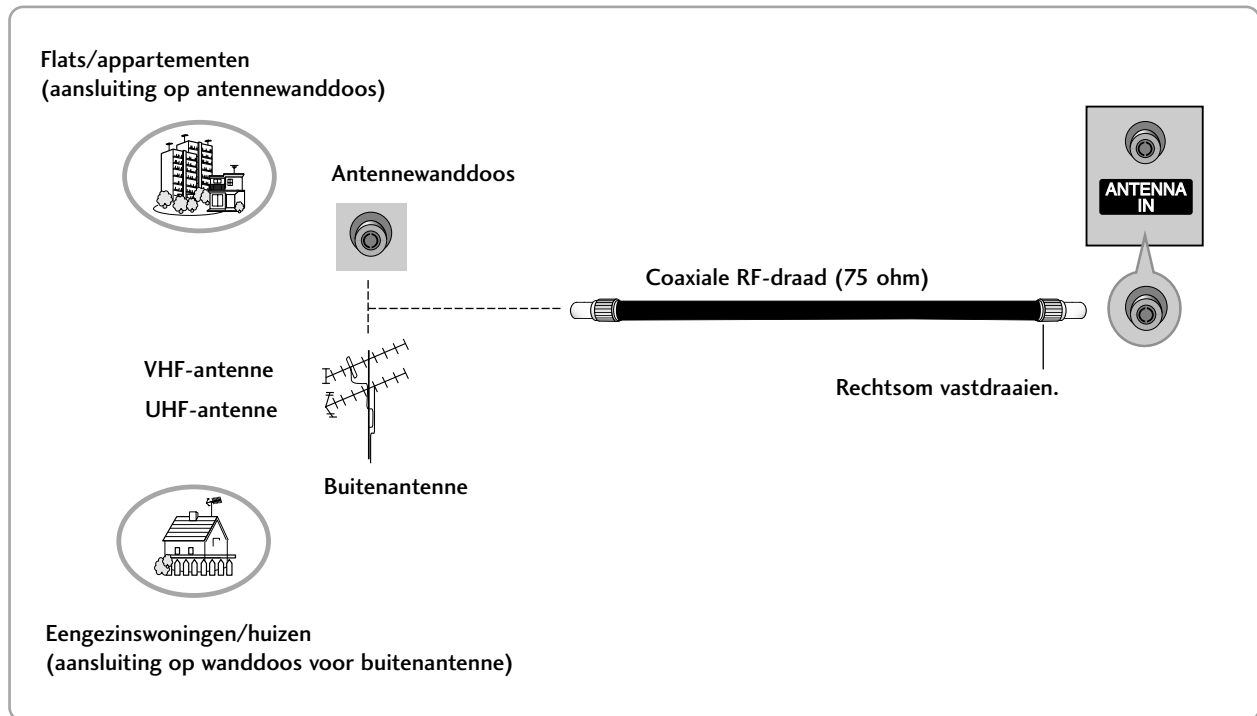 Flats/appartementen
(aansluiting op antennewanddoos)
Antennewanddoos
ANTENNA
IN
Coaxiale RF-draad (75 ohm)
Rechtsom vastdraaien.
VHF-antenne
UHF-antenne
Buitenantenne
Eengezinswoningen/huizen
(aansluiting op wanddoos voor buitenantenne)